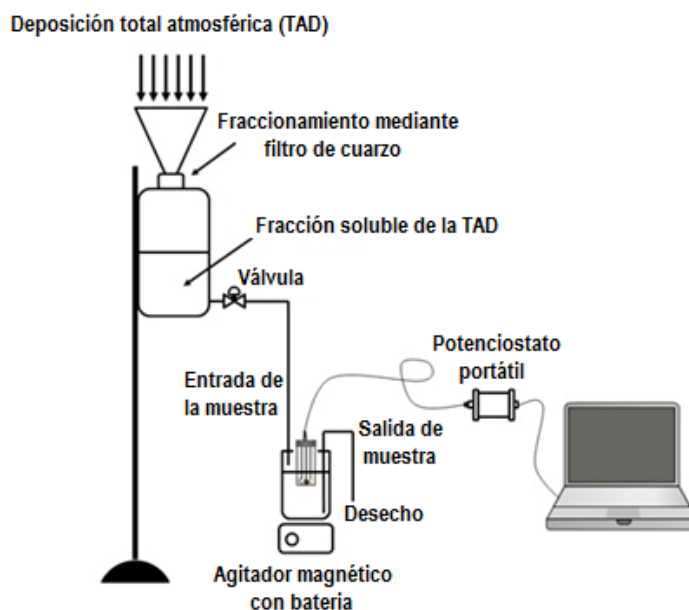 Deposición total atmosférica (TAD)
Fraccionamiento mediante
filtro de cuarzo
Fracción soluble de la TAD
Válvula
Potenciostato
portátil
Entrada de
la muestra
Salida de
muestra
Desecho
Agitador magnético
con bateria